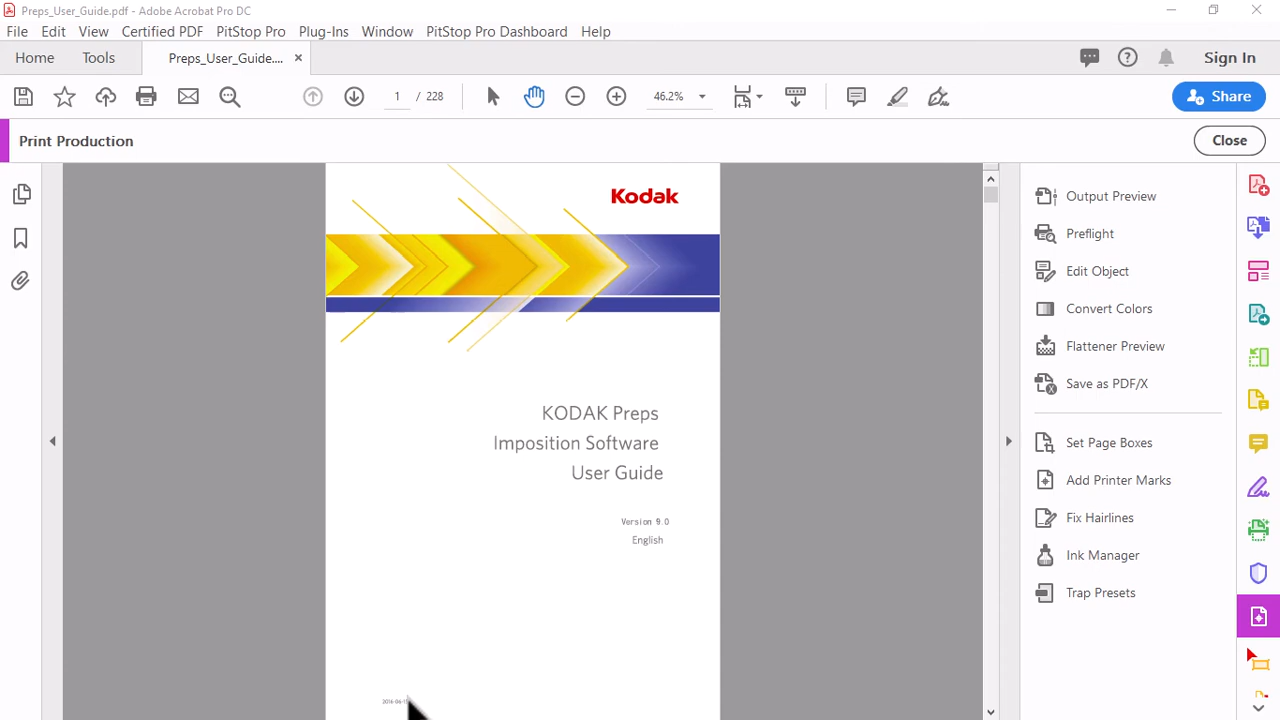 Preps_User_Guide.pdf - Adobe Acrobat Pro DC
File Edit View Certified PDF PitStop Pro Plug-Ins Window PitStop Pro Dashboard Help
Home Tools Preps_User_Guide.... × Sign In
1 / 228 46.2% Share
Print Production Close
Kodak
KODAK Preps
Imposition Software
User Guide
Version 9.0
English
Output Preview
Preflight
Edit Object
Convert Colors
Flattener Preview
Save as PDF/X
Set Page Boxes
Add Printer Marks
Fix Hairlines
Ink Manager
Trap Presets